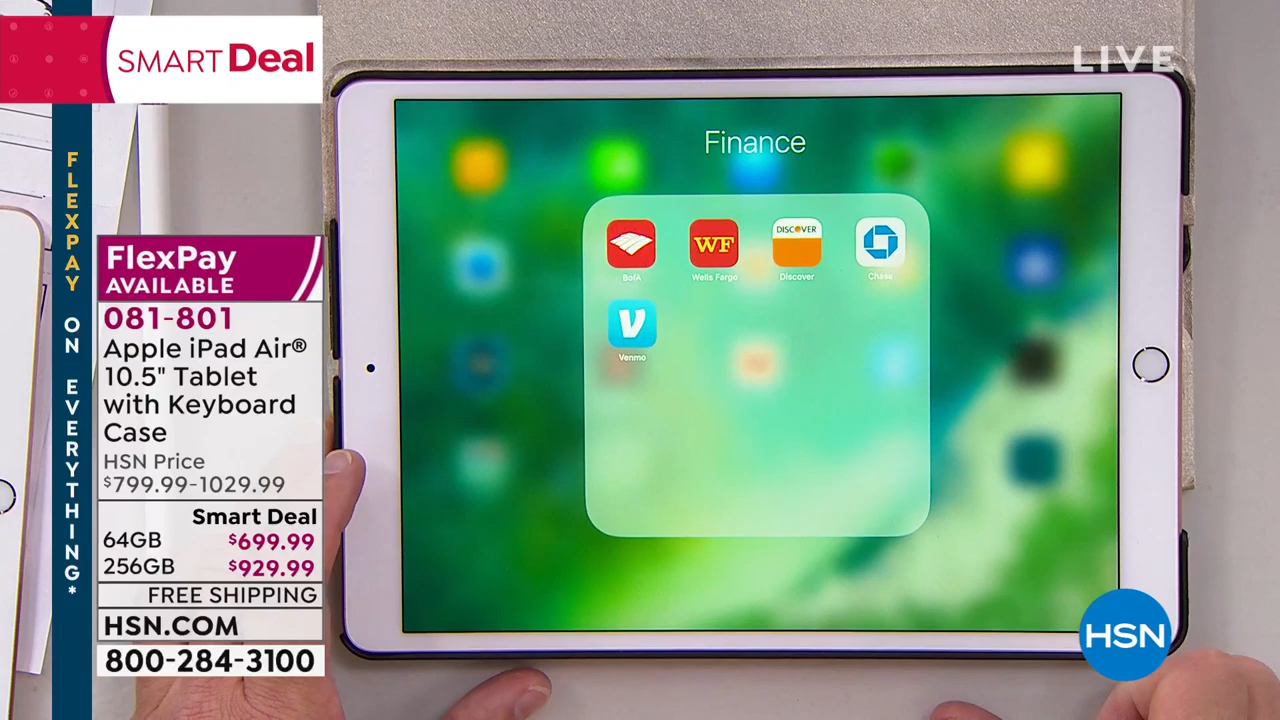 SMART Deal
LIVE
FLEXPAY ON EVERYTHING*
FlexPay
AVAILABLE
081-801
Apple iPad Air®
10.5" Tablet
with Keyboard
Case
HSN Price
$799.99-1029.99
Smart Deal
64GB $699.99
256GB $929.99
FREE SHIPPING
HSN.COM
800-284-3100
Finance
DISCOVER
WF
BofA
Wells Fargo
Discover
Chase
V
Venmo
HSN